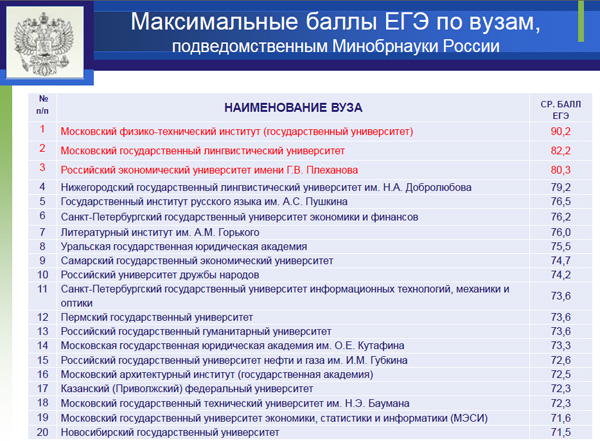 Максимальные баллы ЕГЭ по вузам,
подведомственным Минобрнауки России
№ п/п НАИМЕНОВАНИЕ ВУЗА СР. БАЛЛ ЕГЭ
1 Московский физико-технический институт (государственный университет) 90,2
2 Московский государственный лингвистический университет 82,2
3 Российский экономический университет имени Г.В. Плеханова 80,3
4 Нижегородский государственный лингвистический университет им. Н.А. Добролюбова 79,2
5 Государственный институт русского языка им. А.С. Пушкина 76,5
6 Санкт-Петербургский государственный университет экономики и финансов 76,2
7 Литературный институт им. А.М. Горького 76,0
8 Уральская государственная юридическая академия 75,5
9 Самарский государственный экономический университет 74,7
10 Российский университет дружбы народов 74,2
11 Санкт-Петербургский государственный университет информационных технологий, механики и
оптики 73,6
12 Пермский государственный университет 73,6
13 Российский государственный гуманитарный университет 73,6
14 Московская государственная юридическая академия им. О.Е. Кутафина 73,3
15 Российский государственный университет нефти и газа им. И.М. Губкина 72,6
16 Московский архитектурный институт (государственная академия) 72,5
17 Казанский (Приволжский) федеральный университет 72,3
18 Московский государственный технический университет им. Н.Э. Баумана 72,3
19 Московский государственный университет экономики, статистики и информатики (МЭСИ) 71,6
20 Новосибирский государственный университет 71,5